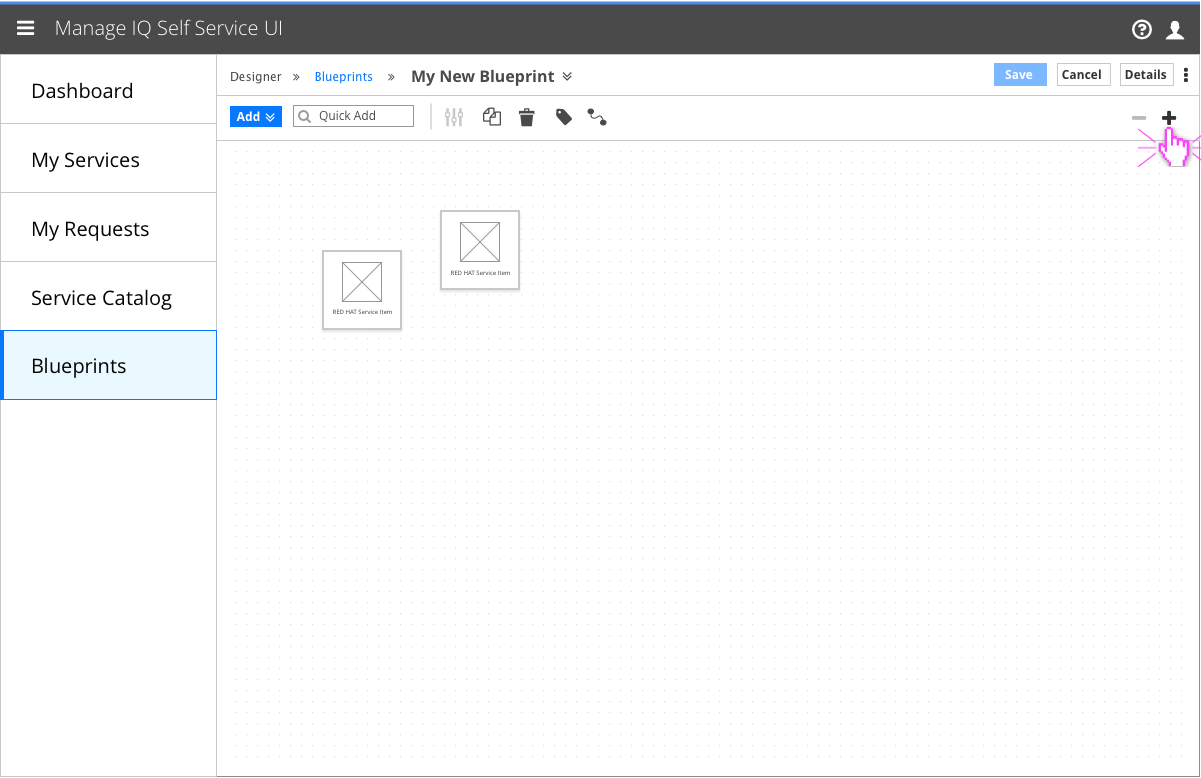 Manage IQ Self Service UI
Dashboard
My Services
My Requests
Service Catalog
Blueprints
Designer » Blueprints » My New Blueprint
Save
Cancel
Details
Add
Quick Add
RED HAT Service Item
RED HAT Service Item